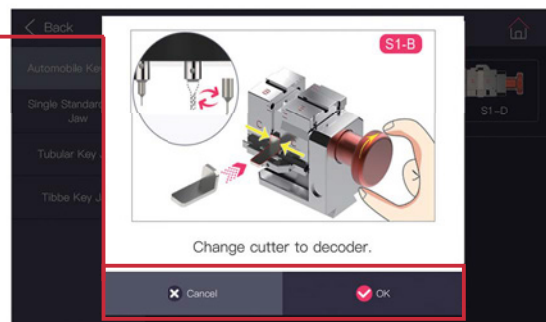 Back
S1-B
Automobile Ke
Single Standard
Jaw
S1-D
Tubular Key
Tibbe Key J
Change cutter to decoder.
Cancel
OK